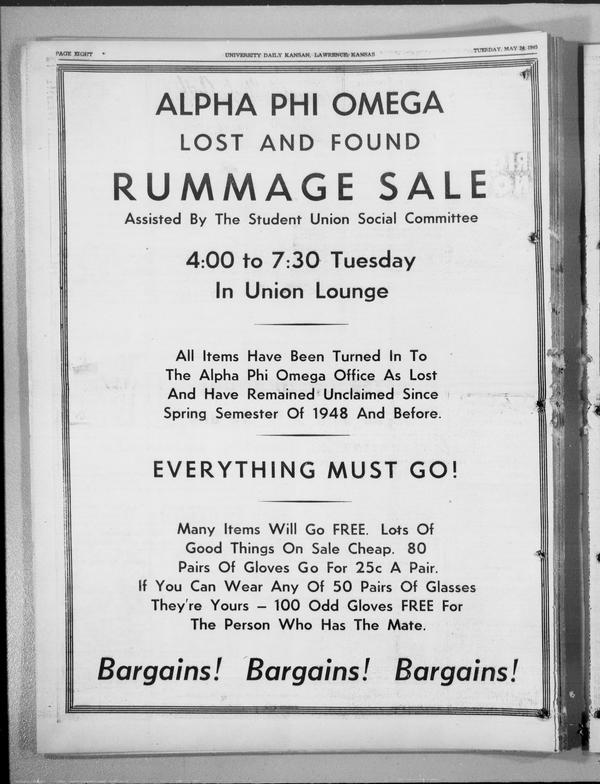 PAGE EIGHT
UNIVERSITY DAILY KANSAN, LAWRENCE, KANSAS
TUESDAY, MAY 24,
ALPHA PHI OMEGA
LOST AND FOUND
RUMMAGE SALE
Assisted By The Student Union Social Committee
4:00 to 7:30 Tuesday
In Union Lounge
All Items Have Been Turned In To
The Alpha Phi Omega Office As Lost
And Have Remained Unclaimed Since
Spring Semester Of 1948 And Before.
EVERYTHING MUST GO!
Many Items Will Go FREE. Lots Of
Good Things On Sale Cheap. 80
Pairs Of Gloves Go For 25c A Pair.
If You Can Wear Any Of 50 Pairs Of Glasses
They're Yours – 100 Odd Gloves FREE For
The Person Who Has The Mate.
Bargains! Bargains! Bargains!